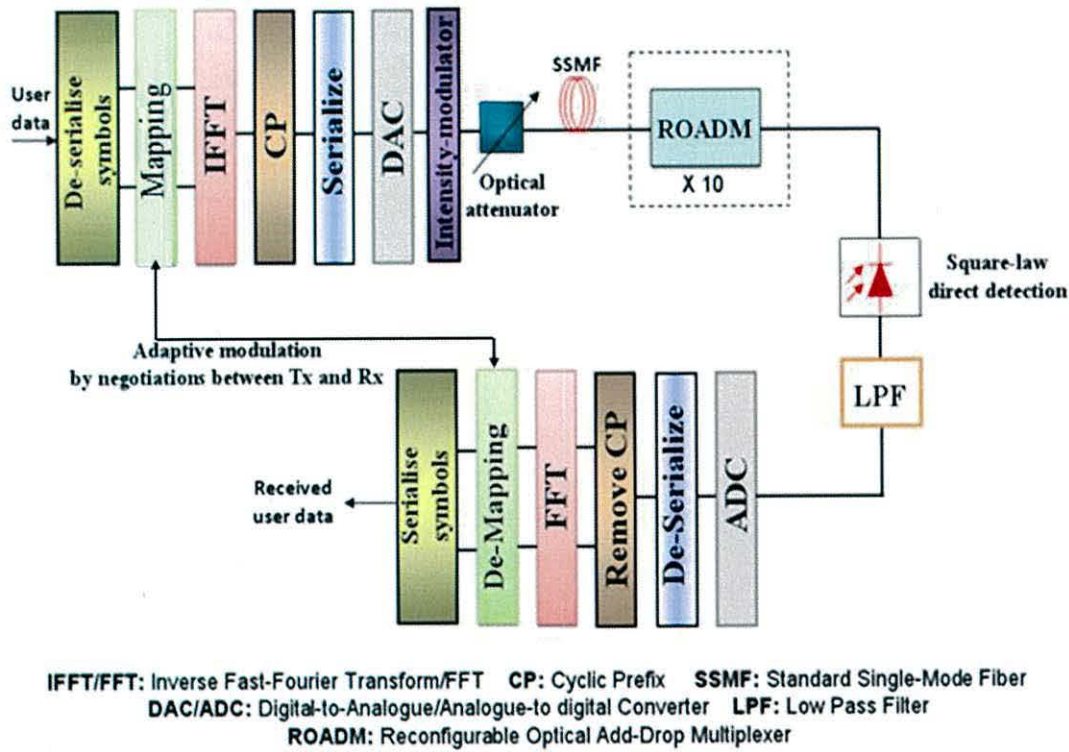 User
data
De-serialise
symbols
Mapping
IFFT
CP
Serialize
DAC
Intensity-modulator
Optical
attenuator
SSMF
ROADM
X 10
Square-law
direct detection
LPF
Adaptive modulation
by negotiations between Tx and Rx
Received
user data
Serialise
symbols
De-Mapping
FFT
Remove CP
De-Serialize
ADC
IFFT/FFT: Inverse Fast-Fourier Transform/FFT CP: Cyclic Prefix SSMF: Standard Single-Mode Fiber
DAC/ADC: Digital-to-Analogue/Analogue-to digital Converter LPF: Low Pass Filter
ROADM: Reconfigurable Optical Add-Drop Multiplexer